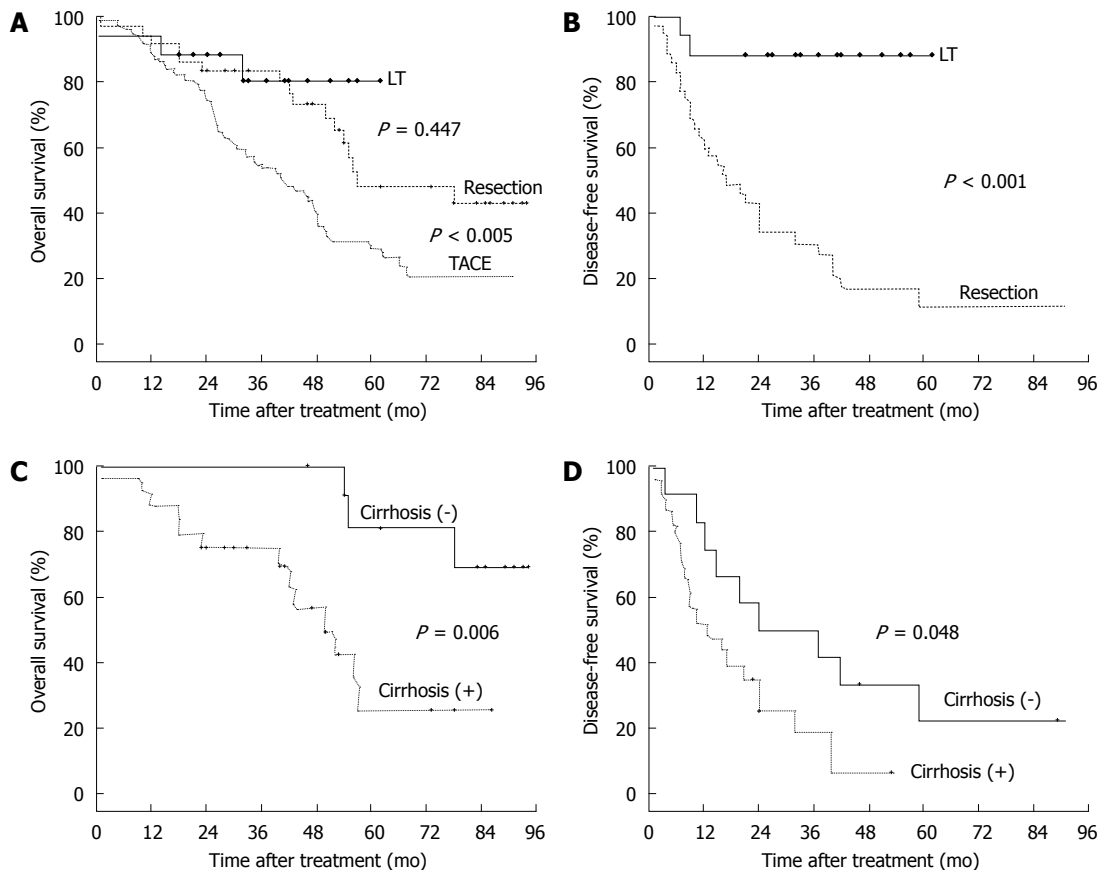 A
Overall survival (%)
100
80
60
40
20
0
LT
P = 0.447
Resection
P < 0.005
TACE
0 12 24 36 48 60 72 84 96
Time after treatment (mo)
B
Disease-free survival (%)
100
80
60
40
20
0
LT
P < 0.001
Resection
0 12 24 36 48 60 72 84 96
Time after treatment (mo)
C
Overall survival (%)
100
80
60
40
20
0
Cirrhosis (-)
P = 0.006
Cirrhosis (+)
0 12 24 36 48 60 72 84 96
Time after treatment (mo)
D
Disease-free survival (%)
100
80
60
40
20
0
P = 0.048
Cirrhosis (-)
Cirrhosis (+)
0 12 24 36 48 60 72 84 96
Time after treatment (mo)